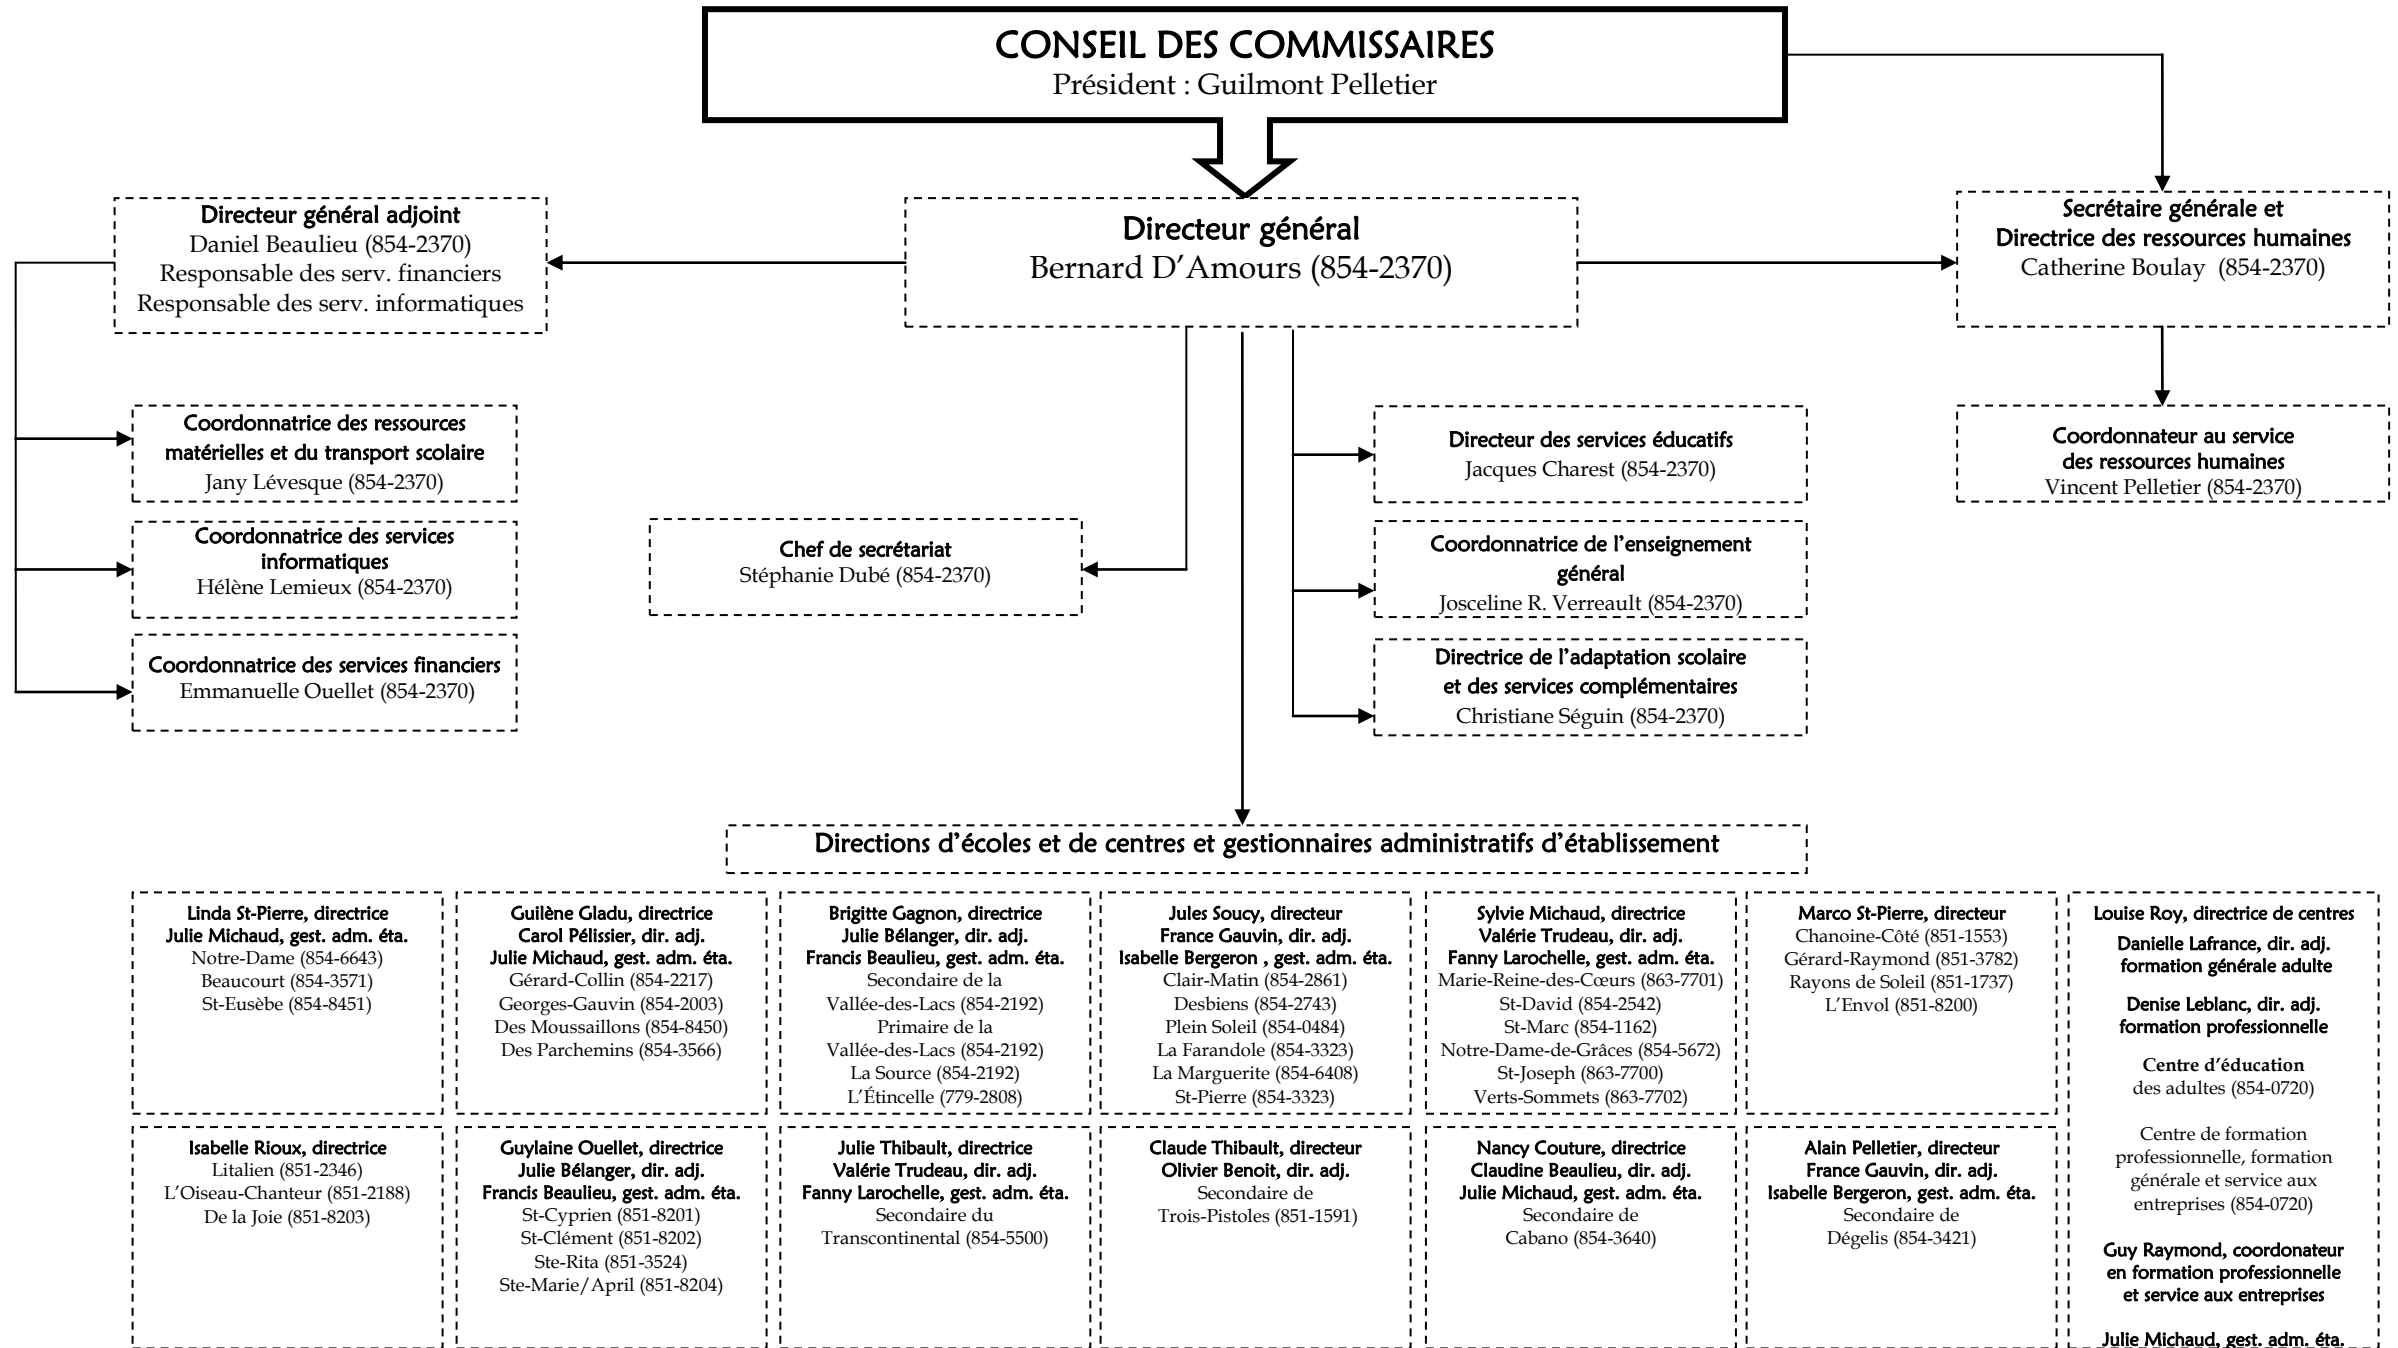 CONSEIL DES COMMISSAIRES
Président : Guilmont Pelletier
Directeur général adjoint
Daniel Beaulieu (854-2370)
Responsable des serv. financiers
Responsable des serv. informatiques
Directeur général
Bernard D’Amours (854-2370)
Secrétaire générale et
Directrice des ressources humaines
Catherine Boulay (854-2370)
Coordonnatrice des ressources
matérielles et du transport scolaire
Jany Lévesque (854-2370)
Coordonnatrice des services
informatiques
Hélène Lemieux (854-2370)
Coordonnatrice des services financiers
Emmanuelle Ouellet (854-2370)
Chef de secrétariat
Stéphanie Dubé (854-2370)
Directeur des services éducatifs
Jacques Charest (854-2370)
Coordonnatrice de l’enseignement
général
Josceline R. Verreault (854-2370)
Directrice de l’adaptation scolaire
et des services complémentaires
Christiane Séguin (854-2370)
Coordonnateur au service
des ressources humaines
Vincent Pelletier (854-2370)
Directions d’écoles et de centres et gestionnaires administratifs d’établissement
Linda St-Pierre, directrice
Julie Michaud, gest. adm. éta.
Notre-Dame (854-6643)
Beaucourt (854-3571)
St-Eusèbe (854-8451)
Guilène Gladu, directrice
Carol Pélissier, dir. adj.
Julie Michaud, gest. adm. éta.
Gérard-Collin (854-2217)
Georges-Gauvin (854-2003)
Des Moussaillons (854-8450)
Des Parchemins (854-3566)
Brigitte Gagnon, directrice
Julie Bélanger, dir. adj.
Francis Beaulieu, gest. adm. éta.
Secondaire de la
Vallée-des-Lacs (854-2192)
Primaire de la
Vallée-des-Lacs (854-2192)
La Source (854-2192)
L’Étincelle (779-2808)
Jules Soucy, directeur
France Gauvin, dir. adj.
Isabelle Bergeron , gest. adm. éta.
Clair-Matin (854-2861)
Desbiens (854-2743)
Plein Soleil (854-0484)
La Farandole (854-3323)
La Marguerite (854-6408)
St-Pierre (854-3323)
Sylvie Michaud, directrice
Valérie Trudeau, dir. adj.
Fanny Larochelle, gest. adm. éta.
Marie-Reine-des-Cœurs (863-7701)
St-David (854-2542)
St-Marc (854-1162)
Notre-Dame-de-Grâces (854-5672)
St-Joseph (863-7700)
Verts-Sommets (863-7702)
Marco St-Pierre, directeur
Chanoine-Côté (851-1553)
Gérard-Raymond (851-3782)
Rayons de Soleil (851-1737)
L’Envol (851-8200)
Louise Roy, directrice de centres
Danielle Lafrance, dir. adj.
formation générale adulte
Denise Leblanc, dir. adj.
formation professionnelle
Centre d’éducation
des adultes (854-0720)
Centre de formation
professionnelle, formation
générale et service aux
entreprises (854-0720)
Guy Raymond, coordonateur
en formation professionnelle
et service aux entreprises
Julie Michaud, gest. adm. éta.
Isabelle Rioux, directrice
Litalien (851-2346)
L’Oiseau-Chanteur (851-2188)
De la Joie (851-8203)
Guylaine Ouellet, directrice
Julie Bélanger, dir. adj.
Francis Beaulieu, gest. adm. éta.
St-Cyprien (851-8201)
St-Clément (851-8202)
Ste-Rita (851-3524)
Ste-Marie/April (851-8204)
Julie Thibault, directrice
Valérie Trudeau, dir. adj.
Fanny Larochelle, gest. adm. éta.
Secondaire du
Transcontinental (854-5500)
Claude Thibault, directeur
Olivier Benoit, dir. adj.
Secondaire de
Trois-Pistoles (851-1591)
Nancy Couture, directrice
Claudine Beaulieu, dir. adj.
Julie Michaud, gest. adm. éta.
Secondaire de
Cabano (854-3640)
Alain Pelletier, directeur
France Gauvin, dir. adj.
Isabelle Bergeron, gest. adm. éta.
Secondaire de
Dégelis (854-3421)